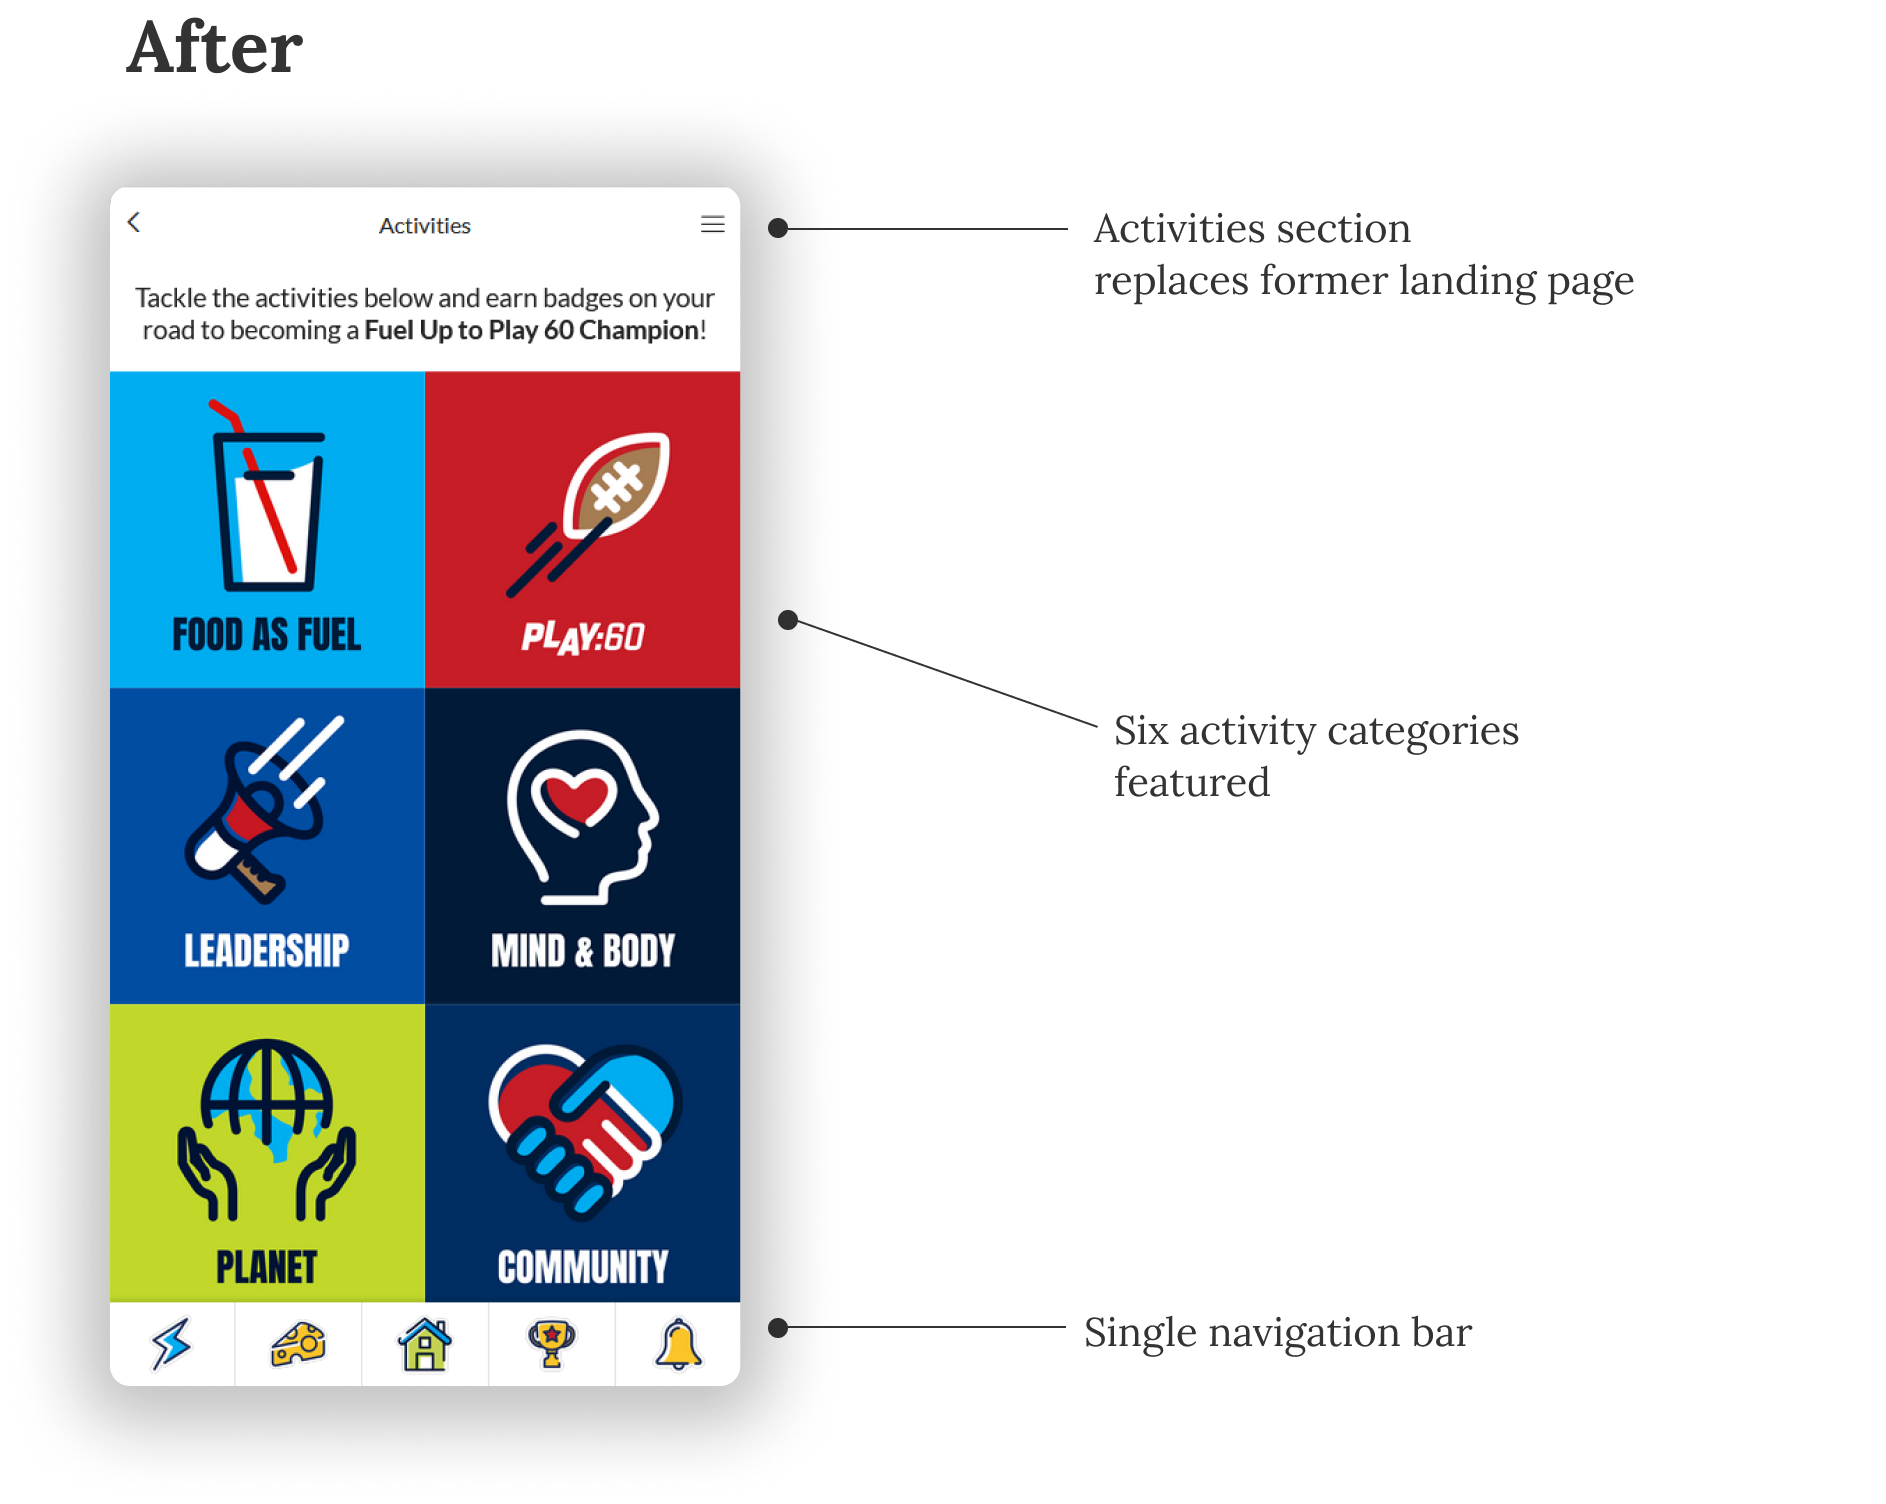 After
Activities
Tackle the activities below and earn badges on your
road to becoming a Fuel Up to Play 60 Champion!
FOOD AS FUEL
PLAY:60
LEADERSHIP
MIND & BODY
PLANET
COMMUNITY
Activities section
replaces former landing page
Six activity categories
featured
Single navigation bar